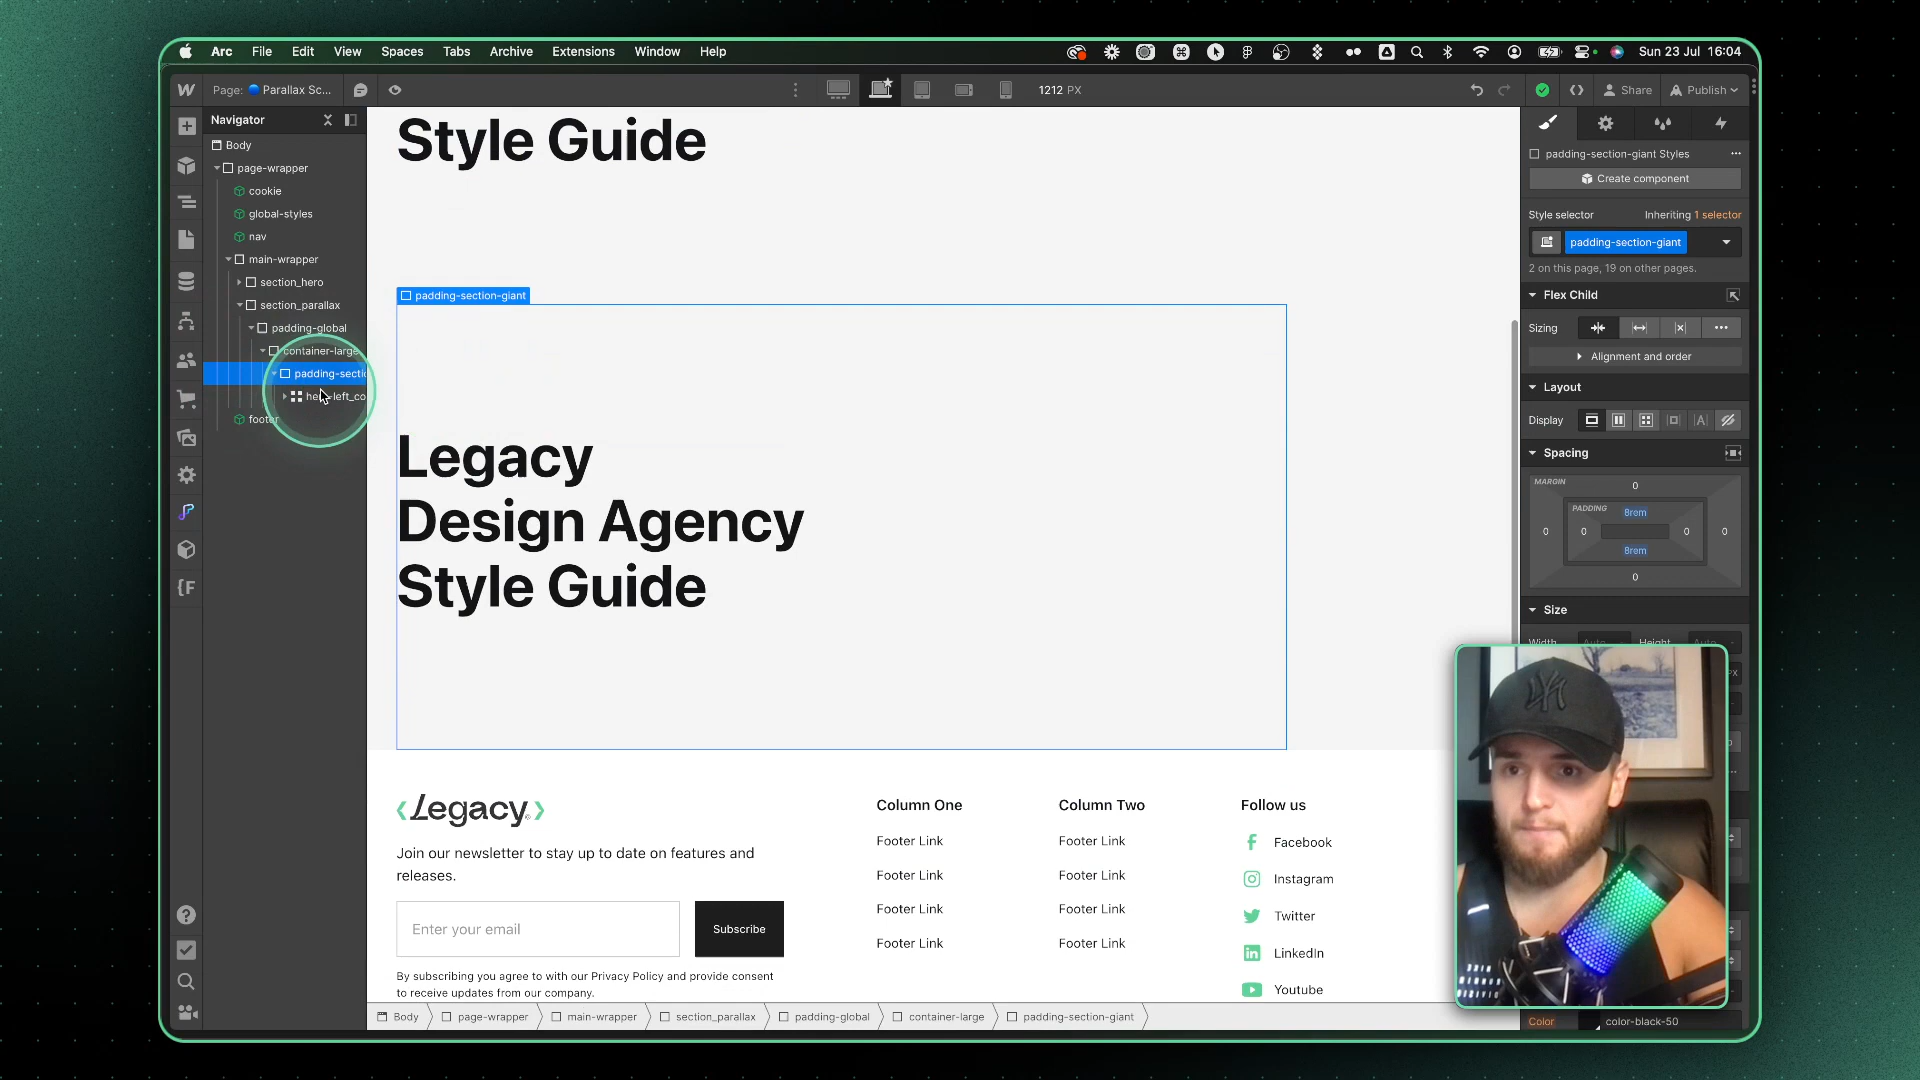 Arc File Edit View Spaces Tabs Archive Extensions Window Help
Sun 23 Jul 16:04
Page: Parallax Sc...
1212 PX
Share
Publish
Navigator
Body
page-wrapper
cookie
global-styles
nav
main-wrapper
section_hero
section_parallax
padding-global
container-large
padding-secti
left_co
footer
Style Guide
padding-section-giant
Legacy
Design Agency
Style Guide
Legacy
Join our newsletter to stay up to date on features and
releases.
Enter your email
Subscribe
By subscribing you agree to with our Privacy Policy and provide consent
to receive updates from our company.
Column One
Footer Link
Footer Link
Footer Link
Footer Link
Column Two
Footer Link
Footer Link
Footer Link
Footer Link
Follow us
Facebook
Instagram
Twitter
LinkedIn
Youtube
Body page-wrapper main-wrapper section_parallax padding-global container-large padding-section-giant
padding-section-giant Styles
Create component
Style selector
Inheriting 1 selector
padding-section-giant
2 on this page, 19 on other pages.
Flex Child
Sizing
Alignment and order
Layout
Display
Spacing
MARGIN
0
PADDING
8rem
0 0 0 0
8rem
0
Size
Width Auto Height Auto
Color
color-black-50